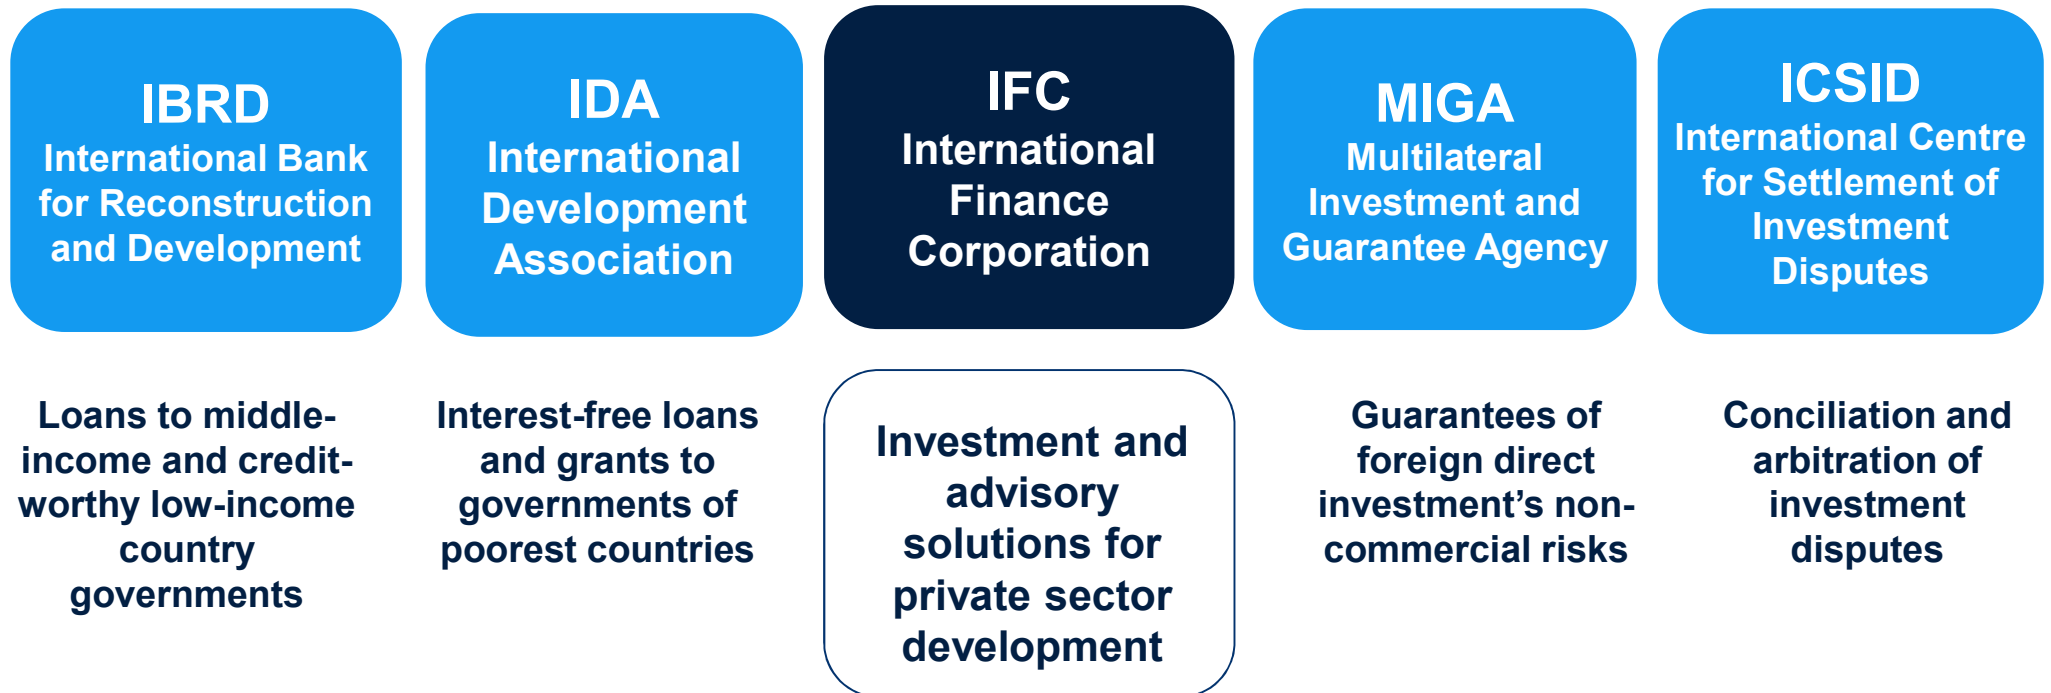 IBRD
International Bank
for Reconstruction
and Development
Loans to middle-
income and credit-
worthy low-income
country
governments
IDA
International
Development
Association
Interest-free loans
and grants to
governments of
poorest countries
IFC
International
Finance
Corporation
Investment and
advisory
solutions for
private sector
development
MIGA
Multilateral
Investment and
Guarantee Agency
Guarantees of
foreign direct
investment’s non-
commercial risks
ICSID
International Centre
for Settlement of
Investment
Disputes
Conciliation and
arbitration of
investment
disputes